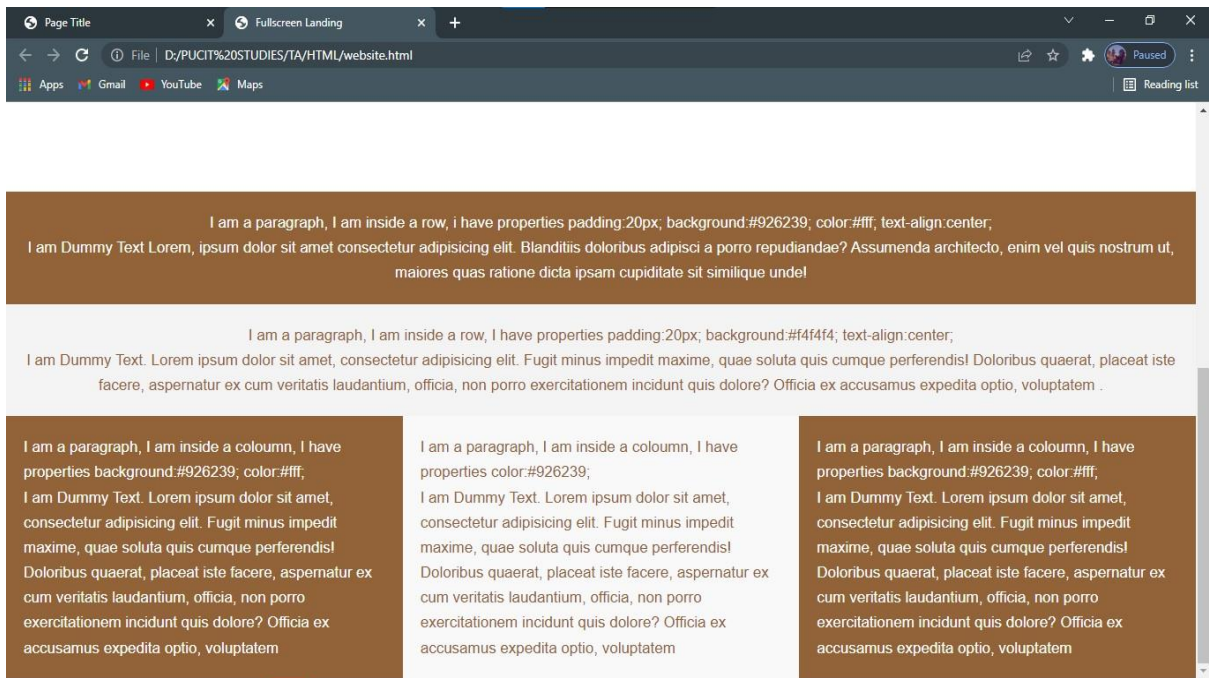 Page Title
Fullscreen Landing
File | D:/PUCIT%20STUDIES/TA/HTML/website.html
Paused
Apps
Gmail
YouTube
Maps
Reading list
I am a paragraph, I am inside a row, i have properties padding:20px; background:#926239; color:#fff; text-align:center;
I am Dummy Text Lorem, ipsum dolor sit amet consectetur adipisicing elit. Blanditiis doloribus adipisci a porro repudiandae? Assumenda architecto, enim vel quis nostrum ut,
maiores quas ratione dicta ipsam cupiditate sit similique unde!
I am a paragraph, I am inside a row, I have properties padding:20px; background:#f4f4f4; text-align:center;
I am Dummy Text. Lorem ipsum dolor sit amet, consectetur adipisicing elit. Fugit minus impedit maxime, quae soluta quis cumque perferendis! Doloribus quaerat, placeat iste
facere, aspernatur ex cum veritatis laudantium, officia, non porro exercitationem incidunt quis dolore? Officia ex accusamus expedita optio, voluptatem .
I am a paragraph, I am inside a coloumn, I have
properties background:#926239; color:#fff;
I am Dummy Text. Lorem ipsum dolor sit amet,
consectetur adipisicing elit. Fugit minus impedit
maxime, quae soluta quis cumque perferendis!
Doloribus quaerat, placeat iste facere, aspernatur ex
cum veritatis laudantium, officia, non porro
exercitationem incidunt quis dolore? Officia ex
accusamus expedita optio, voluptatem
I am a paragraph, I am inside a coloumn, I have
properties color:#926239;
I am Dummy Text. Lorem ipsum dolor sit amet,
consectetur adipisicing elit. Fugit minus impedit
maxime, quae soluta quis cumque perferendis!
Doloribus quaerat, placeat iste facere, aspernatur ex
cum veritatis laudantium, officia, non porro
exercitationem incidunt quis dolore? Officia ex
accusamus expedita optio, voluptatem
I am a paragraph, I am inside a coloumn, I have
properties background:#926239; color:#fff;
I am Dummy Text. Lorem ipsum dolor sit amet,
consectetur adipisicing elit. Fugit minus impedit
maxime, quae soluta quis cumque perferendis!
Doloribus quaerat, placeat iste facere, aspernatur ex
cum veritatis laudantium, officia, non porro
exercitationem incidunt quis dolore? Officia ex
accusamus expedita optio, voluptatem